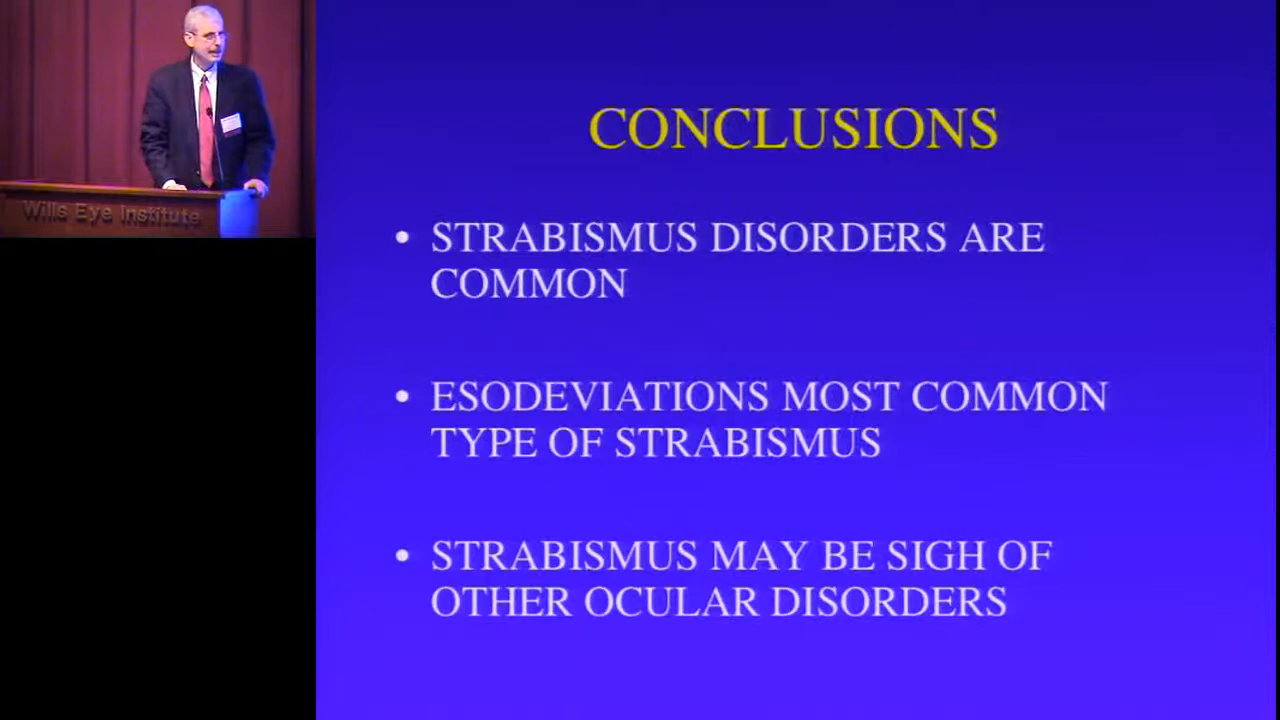 Wills Eye Institute
CONCLUSIONS
• STRABISMUS DISORDERS ARE
COMMON
• ESODEVIATIONS MOST COMMON
TYPE OF STRABISMUS
• STRABISMUS MAY BE SIGH OF
OTHER OCULAR DISORDERS